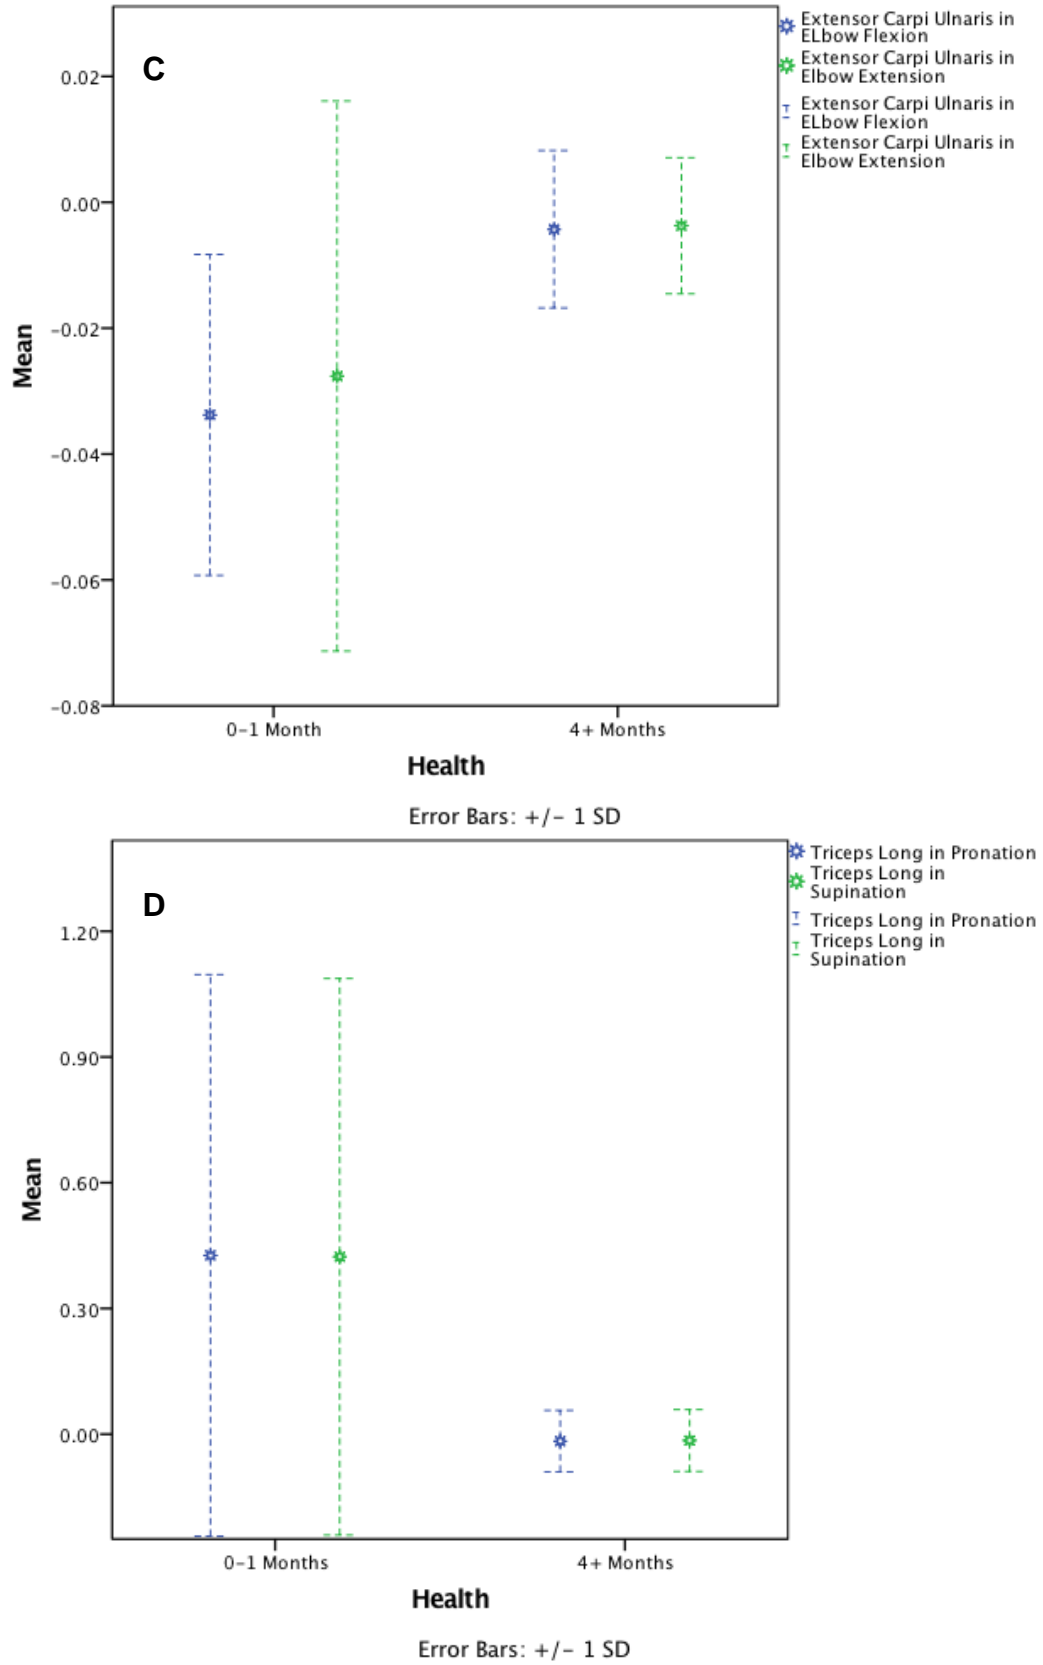 C
Extensor Carpi Ulnaris in
ELbow Flexion
Extensor Carpi Ulnaris in
Elbow Extension
Extensor Carpi Ulnaris in
ELbow Flexion
Extensor Carpi Ulnaris in
Elbow Extension
0.02
0.00
-0.02
-0.04
-0.06
-0.08
Mean
0-1 Month
4+ Months
Health
Error Bars: +/- 1 SD
D
Triceps Long in Pronation
Triceps Long in
Supination
Triceps Long in Pronation
Triceps Long in
Supination
1.20
0.90
0.60
0.30
0.00
Mean
0-1 Months
4+ Months
Health
Error Bars: +/- 1 SD